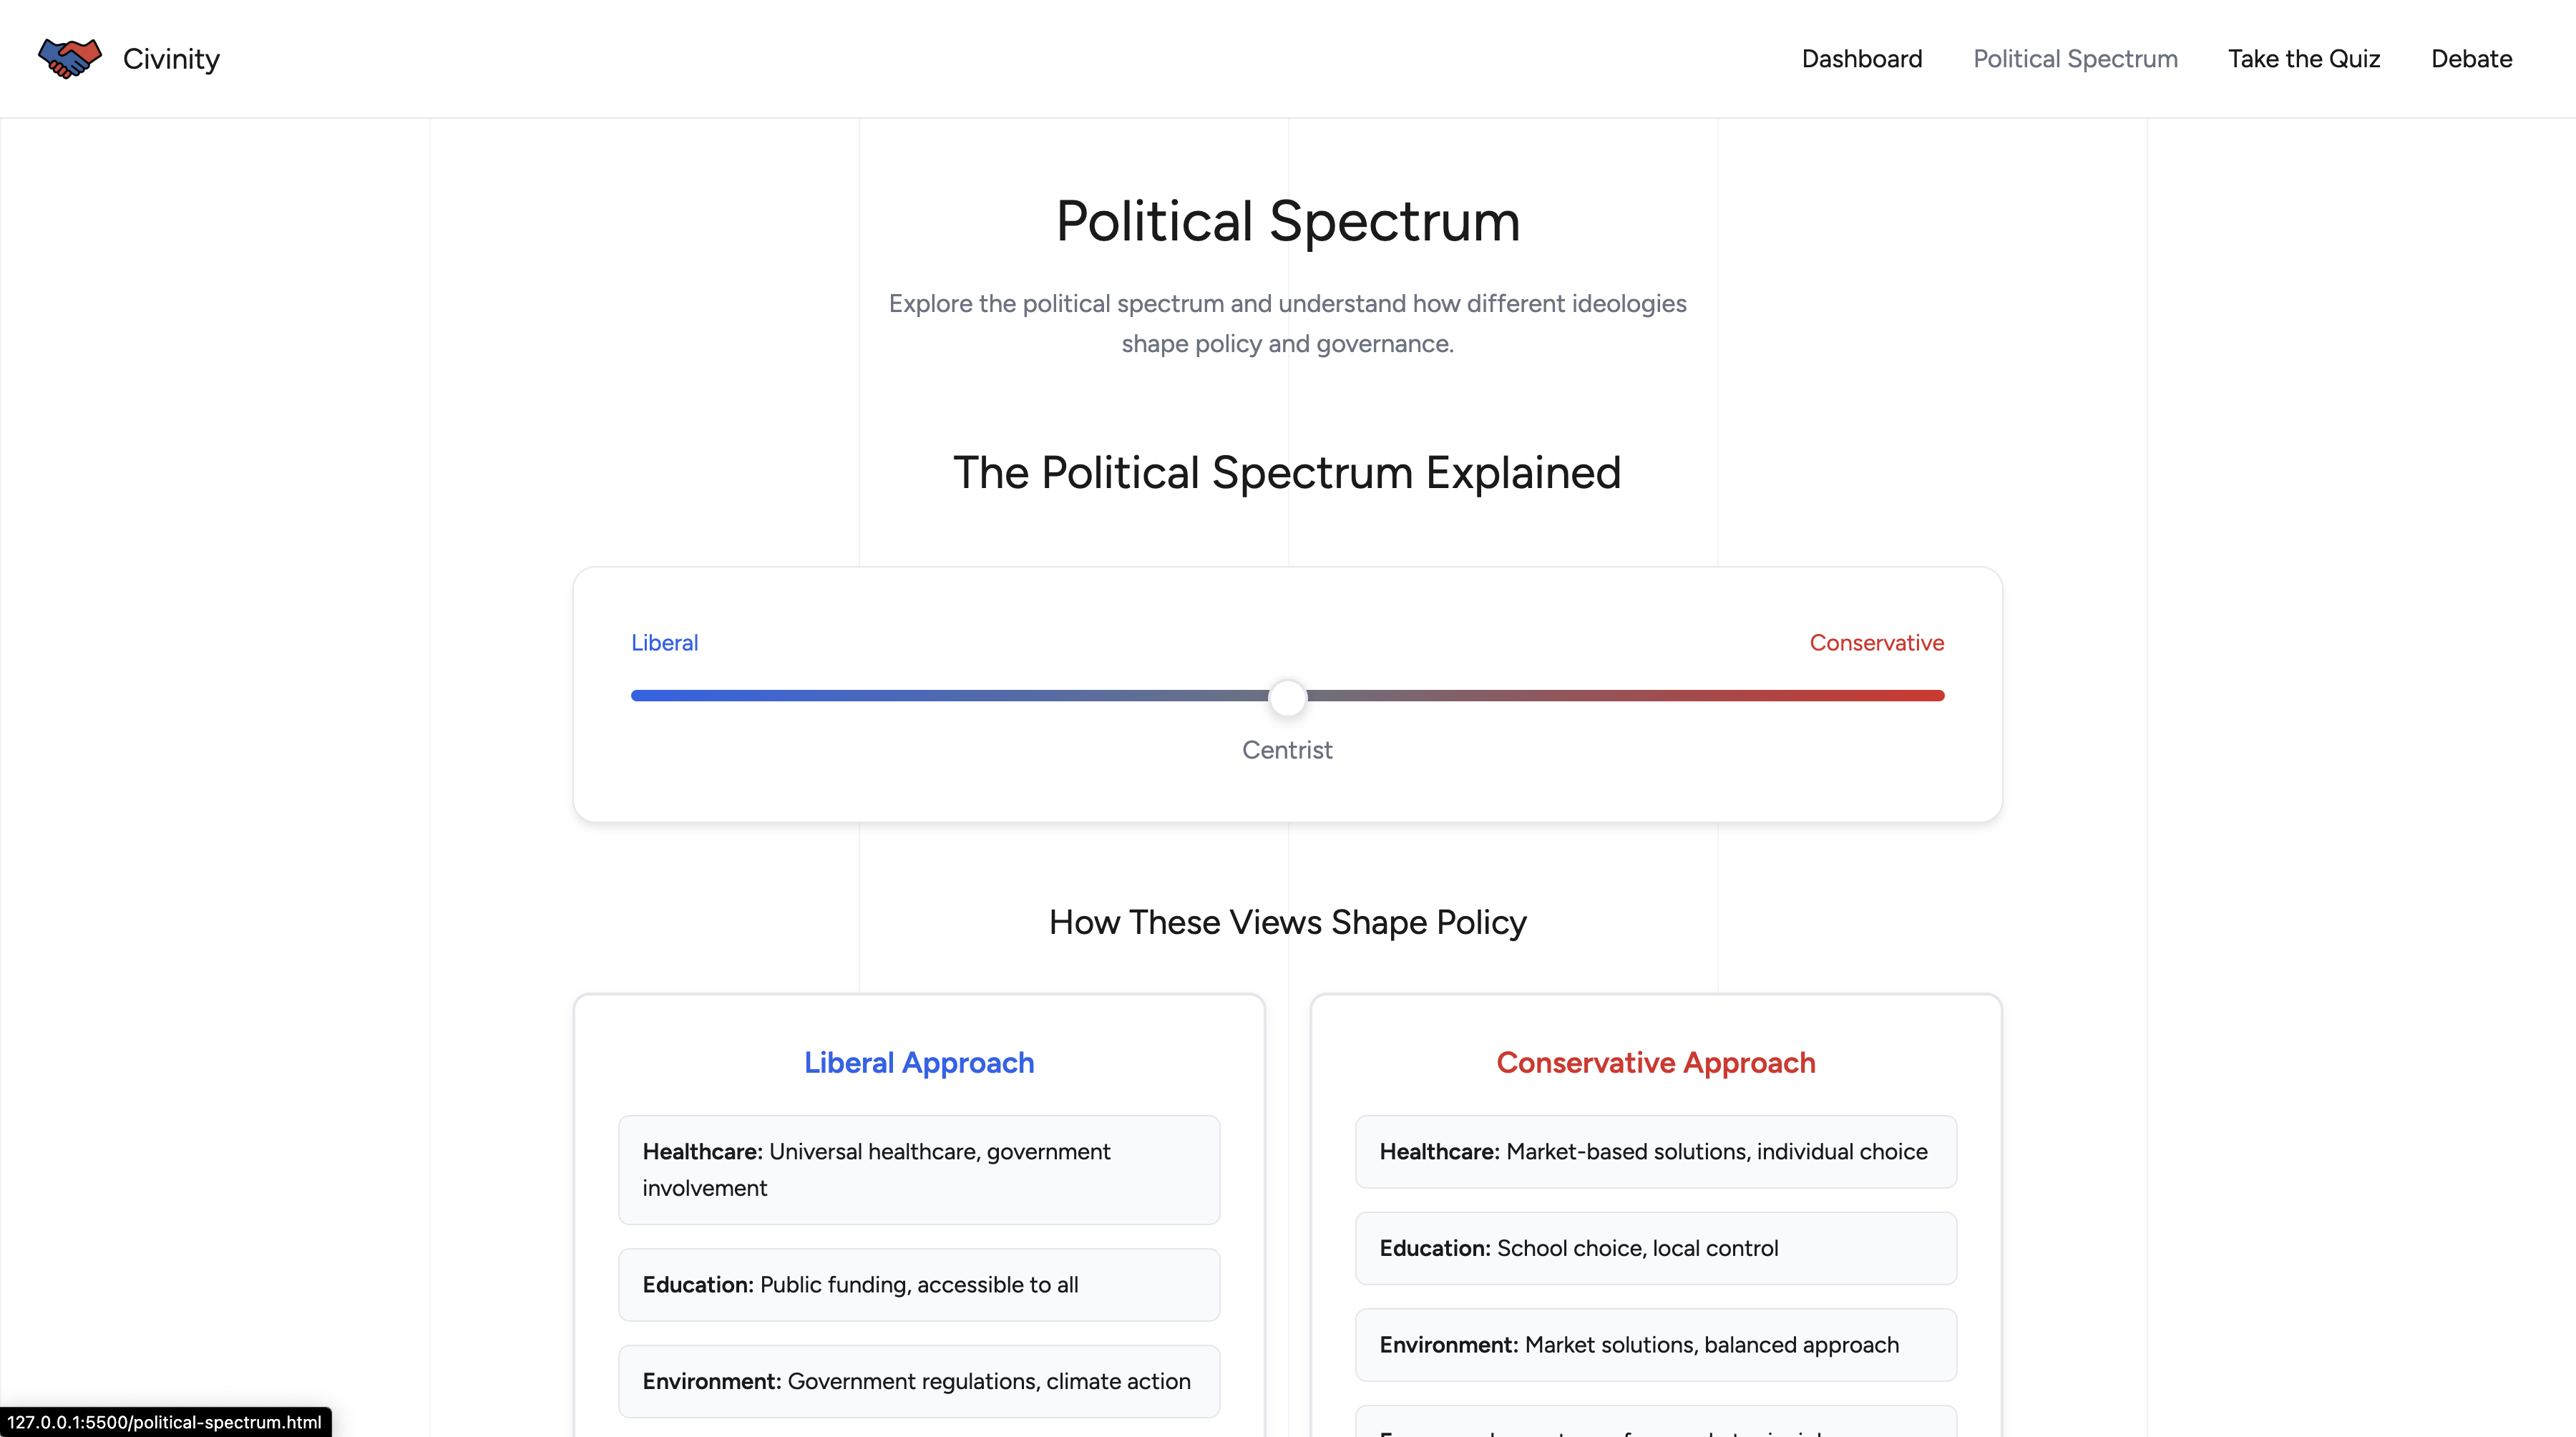 Civinity
Dashboard
Political Spectrum
Take the Quiz
Debate
Political Spectrum
Explore the political spectrum and understand how different ideologies
shape policy and governance.
The Political Spectrum Explained
Liberal
Conservative
Centrist
How These Views Shape Policy
Liberal Approach
Healthcare: Universal healthcare, government
involvement
Education: Public funding, accessible to all
Environment: Government regulations, climate action
Conservative Approach
Healthcare: Market-based solutions, individual choice
Education: School choice, local control
Environment: Market solutions, balanced approach
127.0.0.1:5500/political-spectrum.html